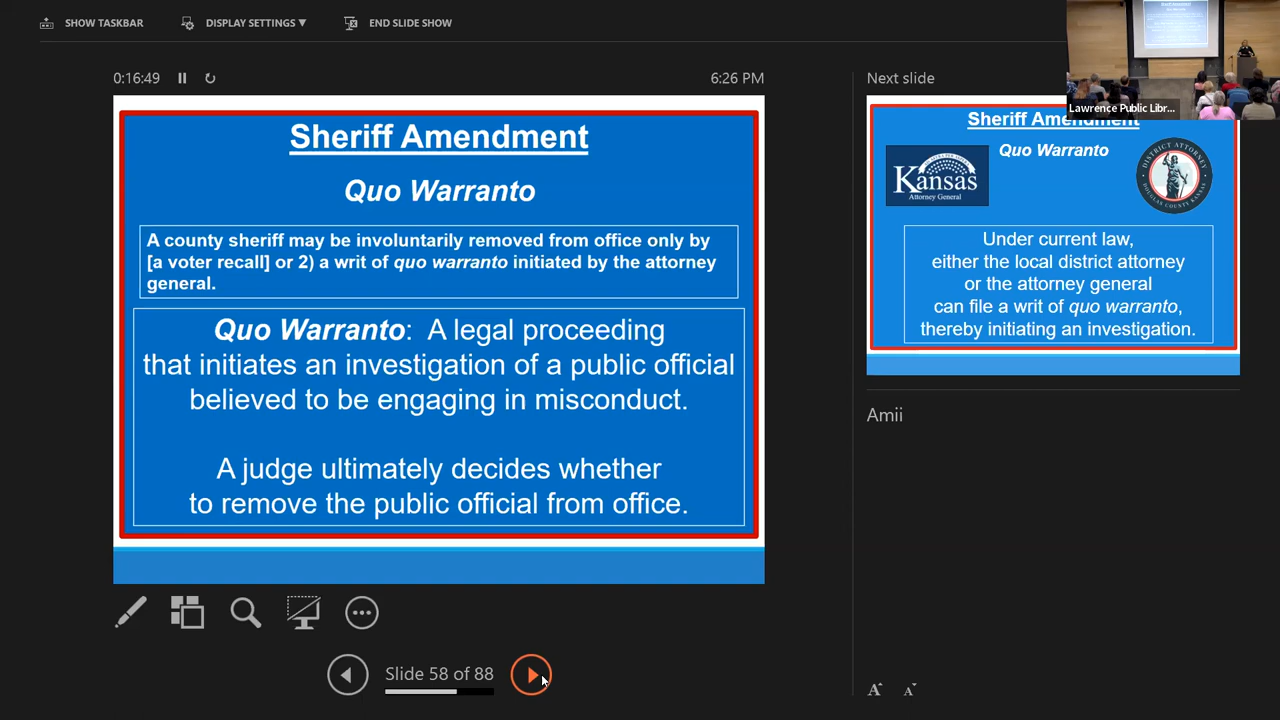 SHOW TASKBAR
DISPLAY SETTINGS ▼
END SLIDE SHOW
0:16:49
6:26 PM
Sheriff Amendment
Quo Warranto
A county sheriff may be involuntarily removed from office only by
[a voter recall] or 2) a writ of quo warranto initiated by the attorney
general.
Quo Warranto: A legal proceeding
that initiates an investigation of a public official
believed to be engaging in misconduct.
A judge ultimately decides whether
to remove the public official from office.
Slide 58 of 88
Next slide
Lawrence Public Libr...
Sheriff Amendment
Quo Warranto
Kansas
Attorney General
DISTRICT ATTORNEY
DOUGLAS COUNTY KANSAS
Under current law,
either the local district attorney
or the attorney general
can file a writ of quo warranto,
thereby initiating an investigation.
Amii
A A